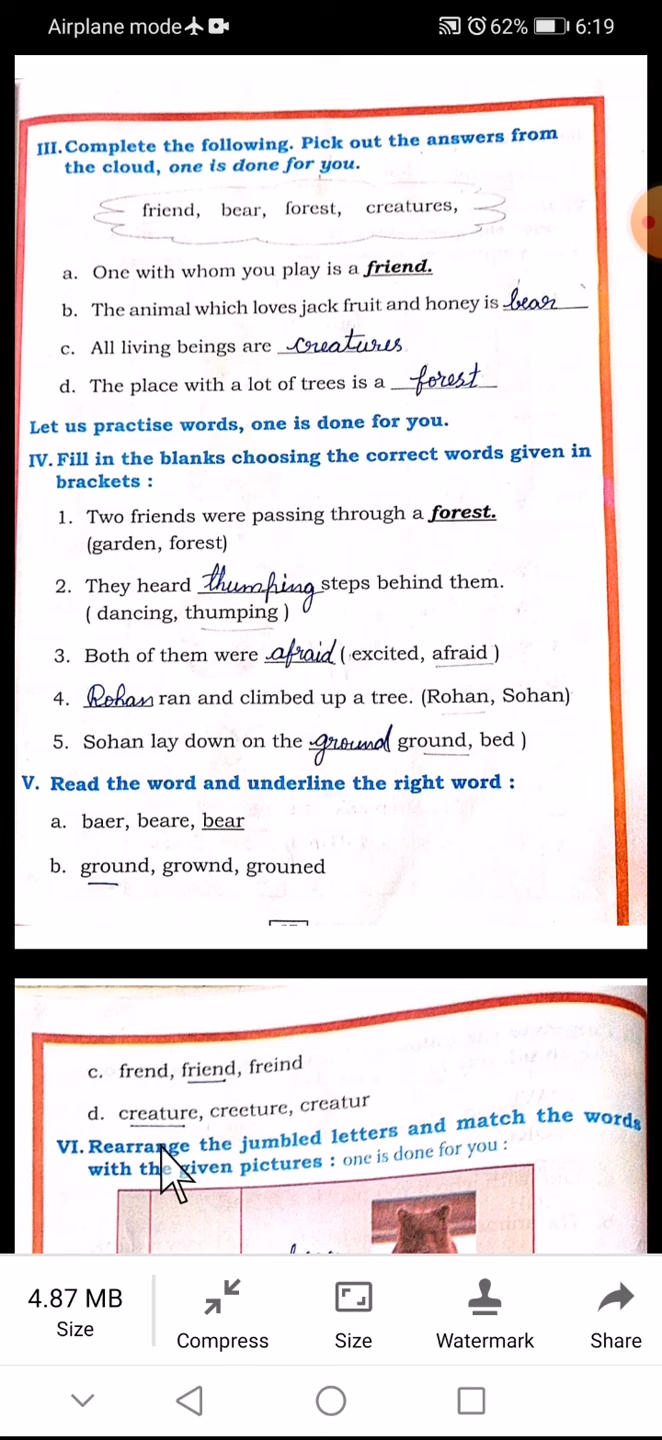 Airplane mode 62% 6:19
III. Complete the following. Pick out the answers from
the cloud, one is done for you.
friend, bear, forest, creatures,
a. One with whom you play is a friend.
b. The animal which loves jack fruit and honey is bear
c. All living beings are creatures
d. The place with a lot of trees is a forest
Let us practise words, one is done for you.
IV. Fill in the blanks choosing the correct words given in
brackets :
1. Two friends were passing through a forest.
(garden, forest)
2. They heard thumping steps behind them.
( dancing, thumping )
3. Both of them were afraid ( excited, afraid )
4. Rohan ran and climbed up a tree. (Rohan, Sohan)
5. Sohan lay down on the ground ground, bed )
V. Read the word and underline the right word :
a. baer, beare, bear
b. ground, grownd, grouned
c. frend, friend, freind
d. creature, creeture, creatur
VI. Rearrange the jumbled letters and match the words
with the given pictures : one is done for you :
4.87 MB
Size
Compress
Size
Watermark
Share